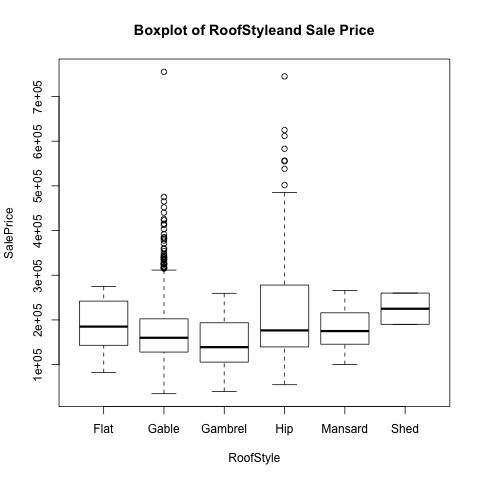 Boxplot of RoofStyleand Sale Price
SalePrice
7e+05
6e+05
5e+05
4e+05
3e+05
2e+05
1e+05
Flat Gable Gambrel Hip Mansard Shed
RoofStyle